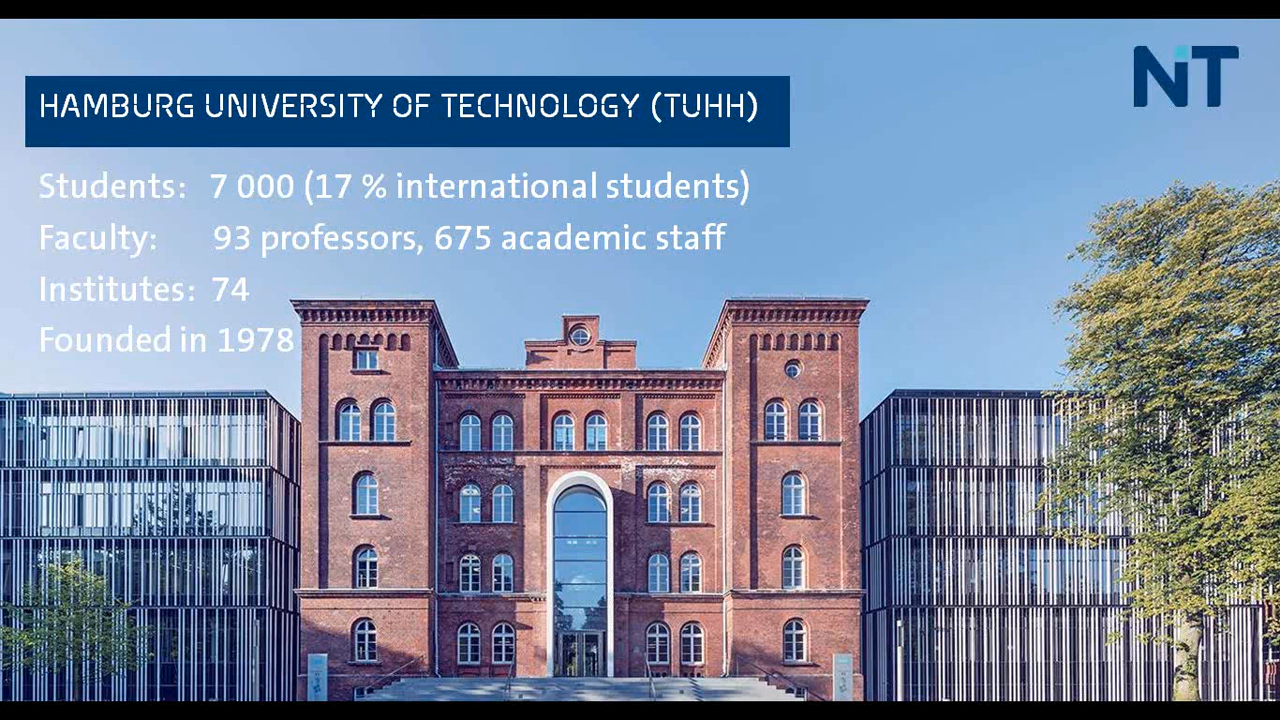 HAMBURG UNIVERSITY OF TECHNOLOGY (TUHH)
NIT
Students: 7 000 (17 % international students)
Faculty: 93 professors, 675 academic staff
Institutes: 74
Founded in 1978